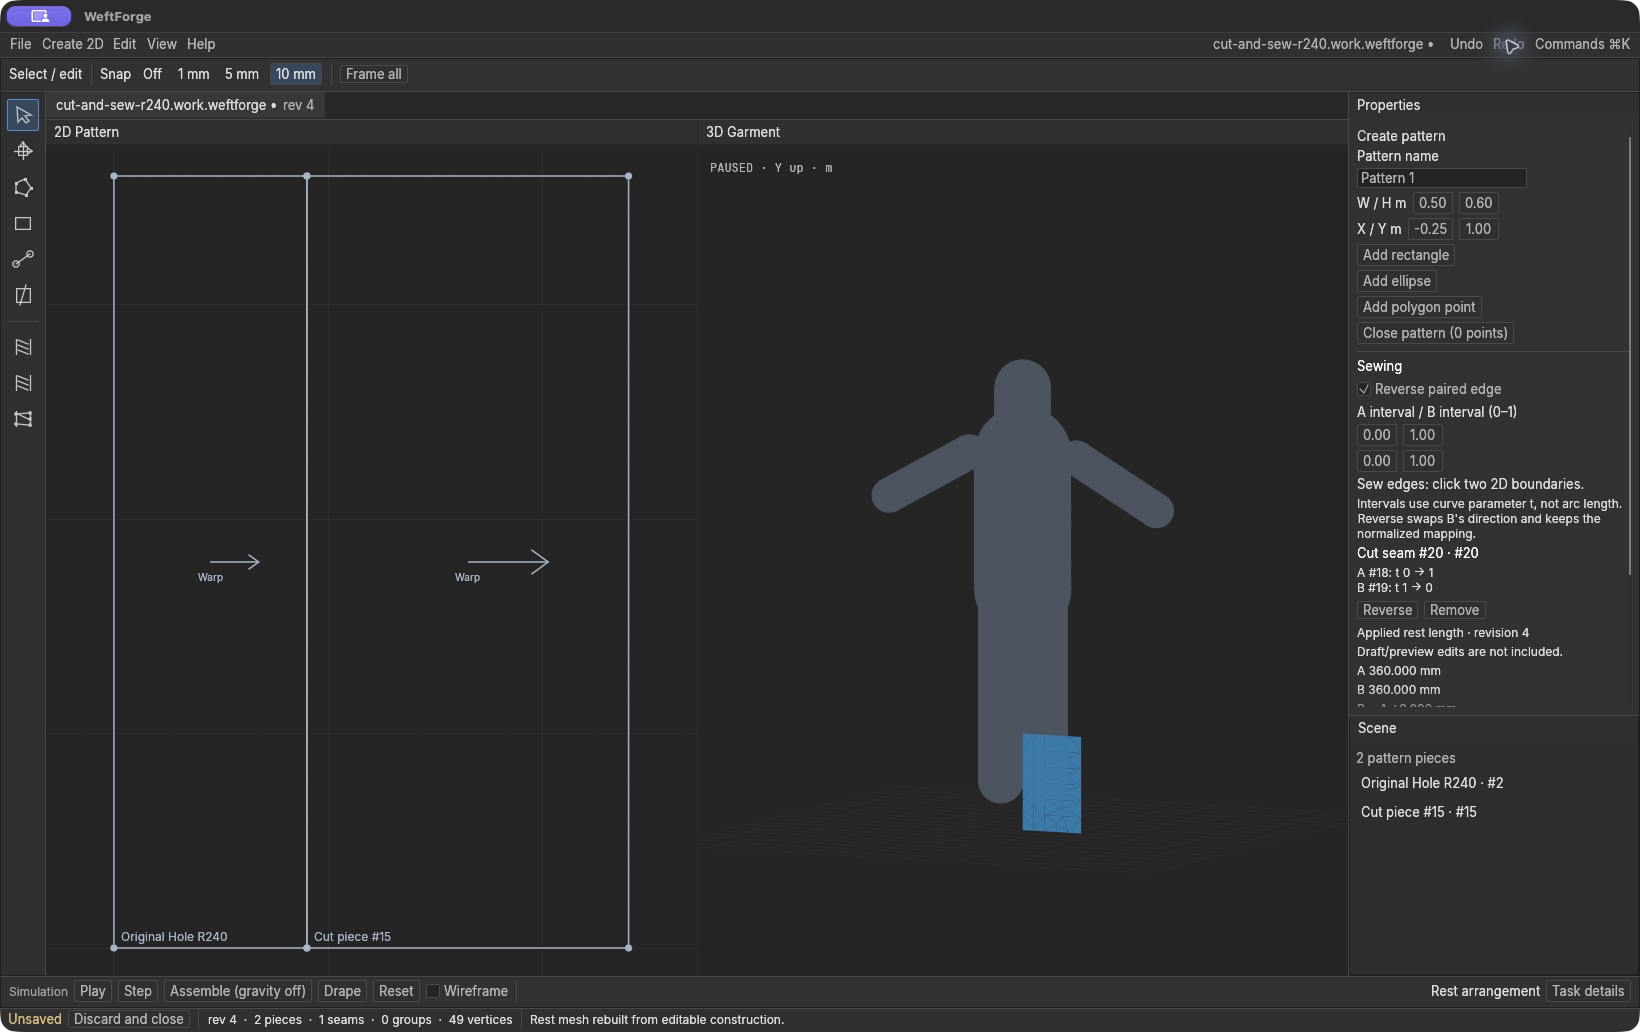 WeftForge
File Create 2D Edit View Help
cut-and-sew-r240.work.weftforge • Undo Redo Commands ⌘K
Select / edit Snap Off 1 mm 5 mm 10 mm Frame all
cut-and-sew-r240.work.weftforge • rev 4
2D Pattern
3D Garment
PAUSED · Y up · m
Warp
Warp
Original Hole R240
Cut piece #15
Properties
Create pattern
Pattern name
Pattern 1
W / H m 0.50 0.60
X / Y m -0.25 1.00
Add rectangle
Add ellipse
Add polygon point
Close pattern (0 points)
Sewing
Reverse paired edge
A interval / B interval (0–1)
0.00 1.00
0.00 1.00
Sew edges: click two 2D boundaries.
Intervals use curve parameter t, not arc length.
Reverse swaps B's direction and keeps the
normalized mapping.
Cut seam #20 · #20
A #18: t 0 → 1
B #19: t 1 → 0
Reverse Remove
Applied rest length · revision 4
Draft/preview edits are not included.
A 360.000 mm
B 360.000 mm
Scene
2 pattern pieces
Original Hole R240 · #2
Cut piece #15 · #15
Simulation Play Step Assemble (gravity off) Drape Reset Wireframe
Rest arrangement Task details
Unsaved Discard and close rev 4 · 2 pieces · 1 seams · 0 groups · 49 vertices Rest mesh rebuilt from editable construction.